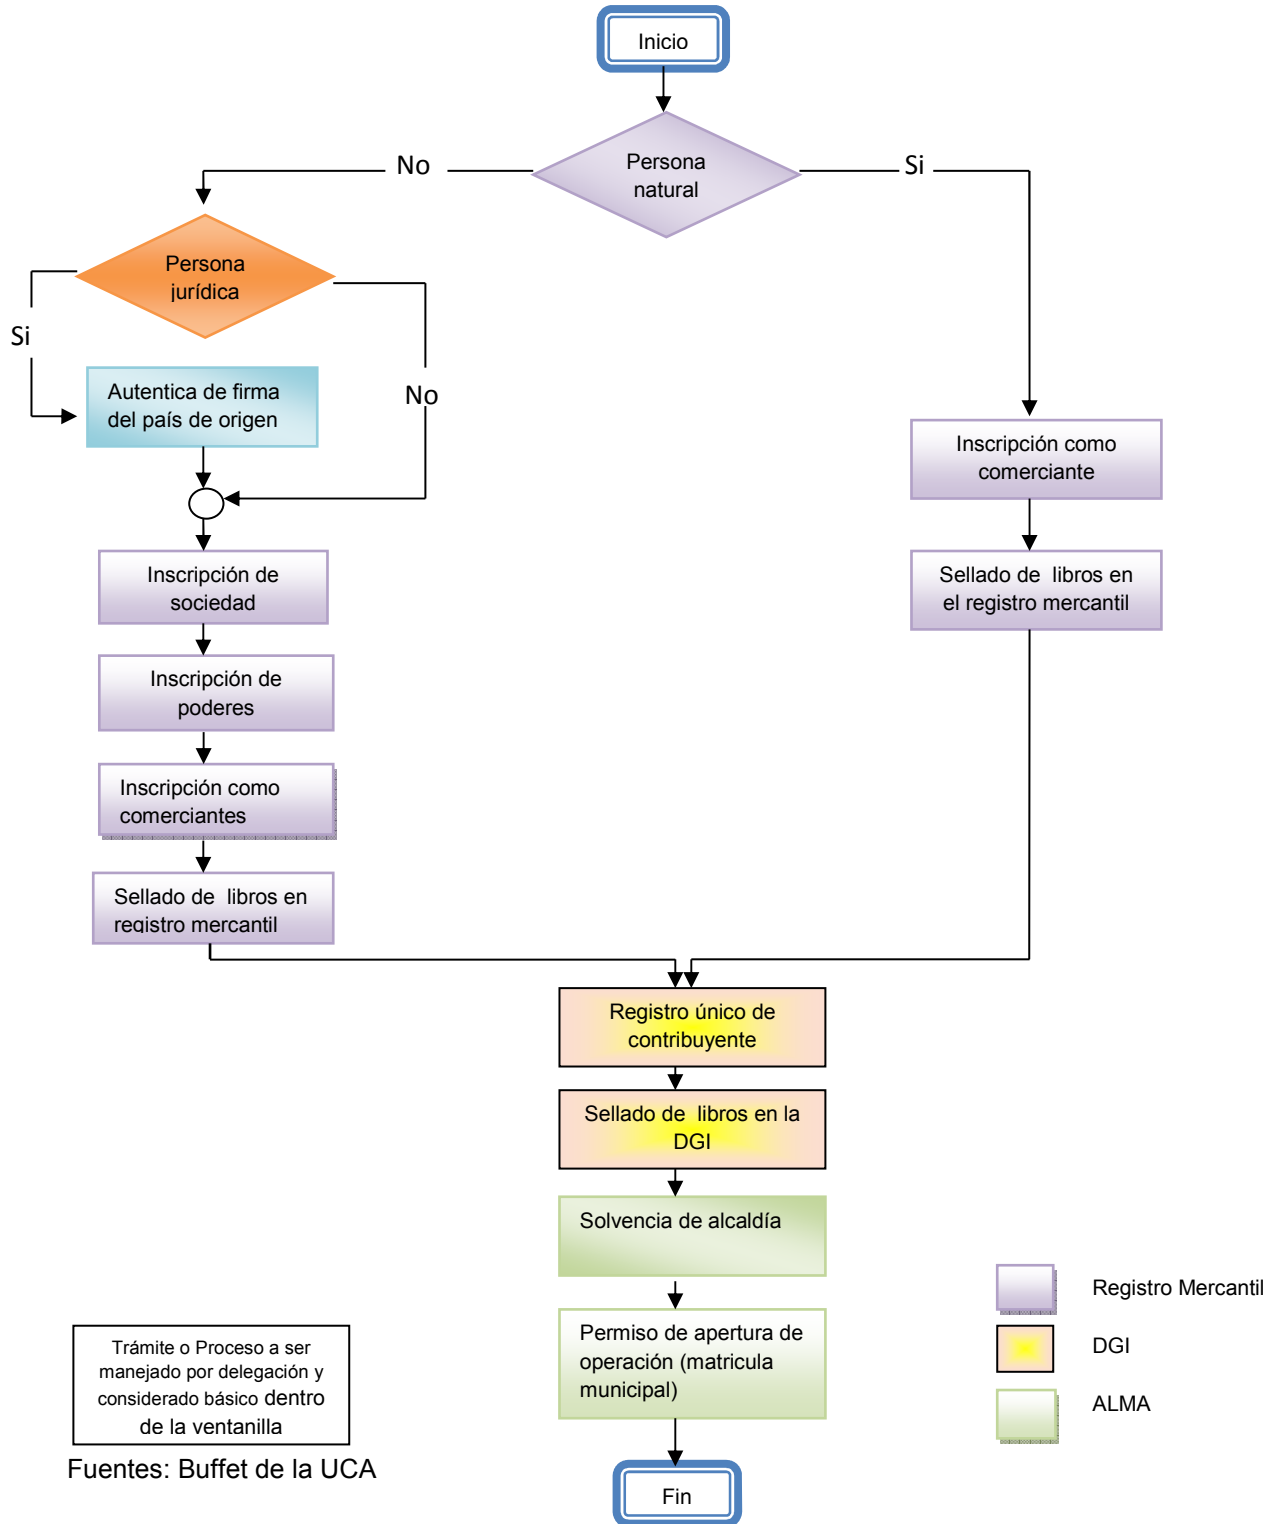 Inicio
Persona
natural
No
Si
Persona
jurídica
Si
No
Autentica de firma
del país de origen
Inscripción como
comerciante
Inscripción de
sociedad
Sellado de libros en
el registro mercantil
Inscripción de
poderes
Inscripción como
comerciantes
Sellado de libros en
registro mercantil
Registro único de
contribuyente
Sellado de libros en la
DGI
Solvencia de alcaldía
Permiso de apertura de
operación (matricula
municipal)
Fin
Registro Mercantil
DGI
ALMA
Trámite o Proceso a ser
manejado por delegación y
considerado básico dentro
de la ventanilla
Fuentes: Buffet de la UCA